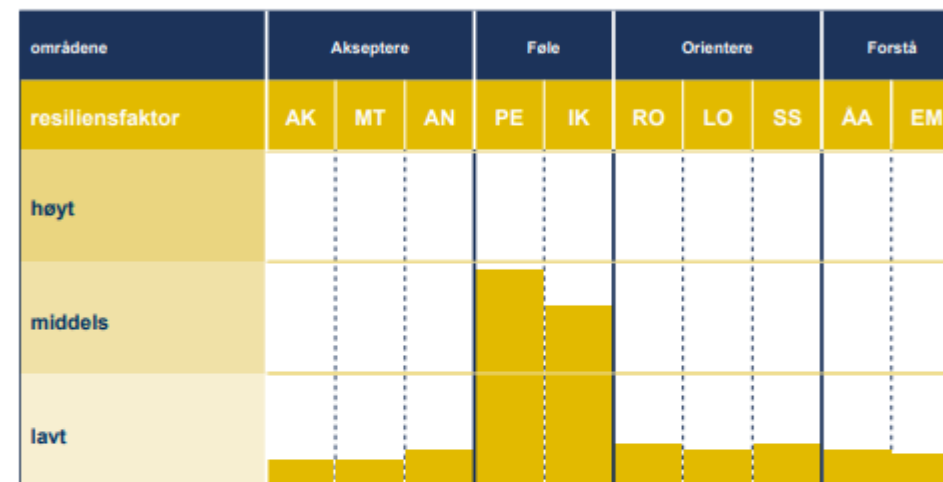 områdene Akseptere Føle Orientere Forstå
resiliensfaktor AK MT AN PE IK RO LO SS ÅA EM
høyt
middels
lavt